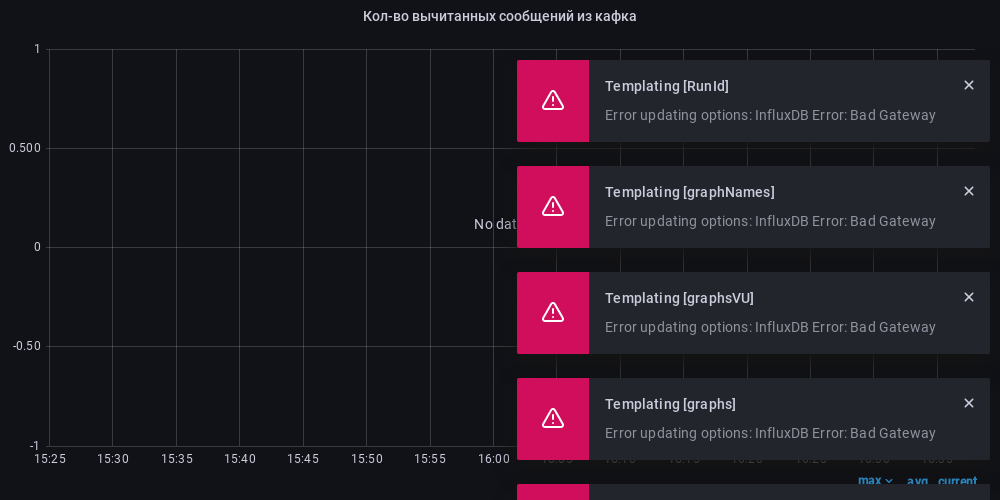 Кол-во вычитанных сообщений из кафка
1
0.500
0
-0.50
-1
No dat
Templating [RunId]
Error updating options: InfluxDB Error: Bad Gateway
Templating [graphNames]
Error updating options: InfluxDB Error: Bad Gateway
Templating [graphsVU]
Error updating options: InfluxDB Error: Bad Gateway
Templating [graphs]
Error updating options: InfluxDB Error: Bad Gateway
15:25 15:30 15:35 15:40 15:45 15:50 15:55 16:00
max avg current